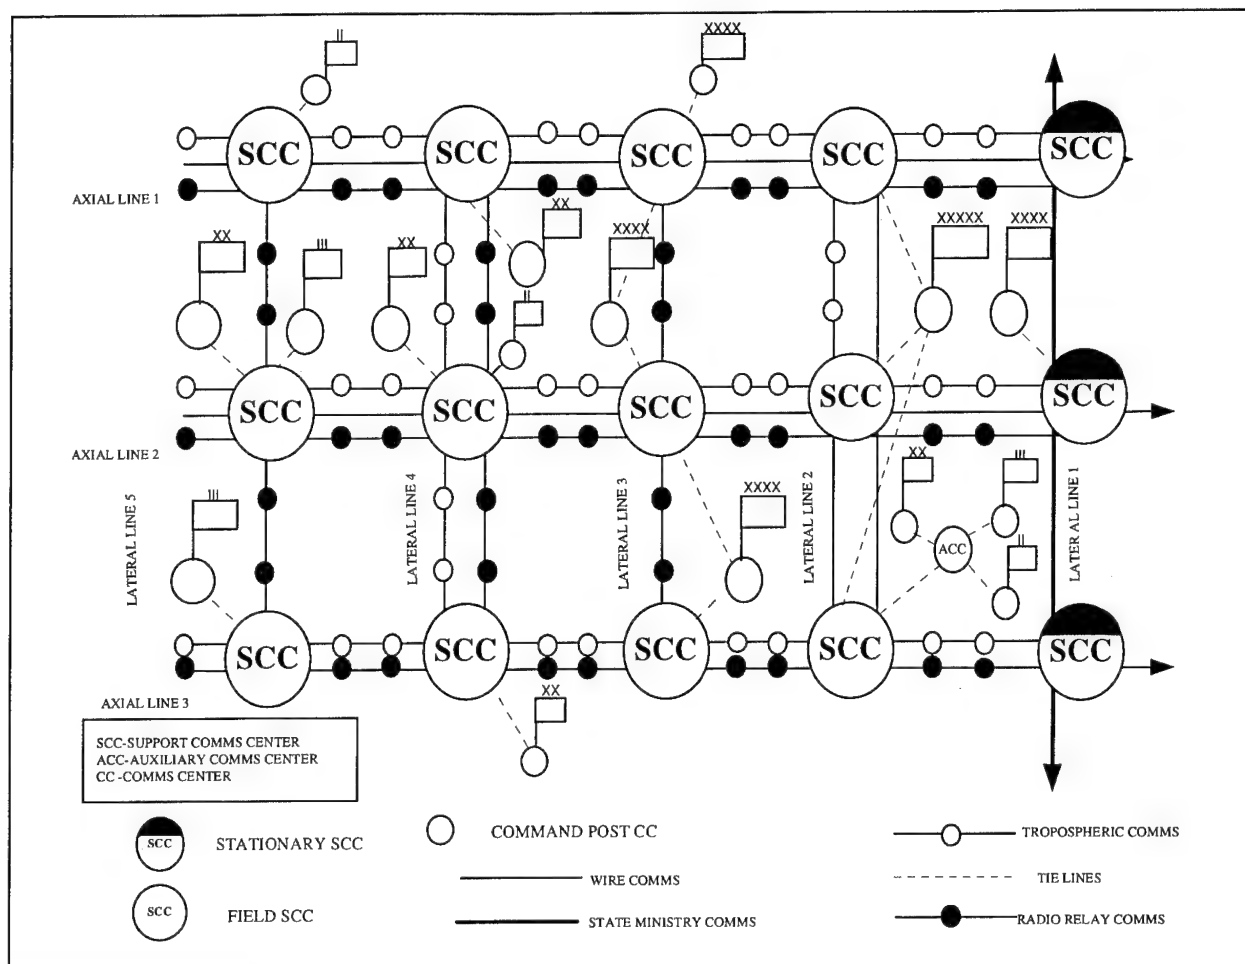 II
XXXX
SCC SCC SCC SCC SCC
AXIAL LINE 1
XX
XXXX
XXXXX XXXX
XX III XX
II
SCC SCC SCC SCC SCC
AXIAL LINE 2
LATERAL LINE 5
LATERAL LINE 4
LATERAL LINE 3
LATERAL LINE 2
LATERAL LINE 1
III
XXXX
XX
III
ACC
II
SCC SCC SCC SCC SCC
AXIAL LINE 3
XX
SCC-SUPPORT COMMS CENTER
ACC-AUXILIARY COMMS CENTER
CC -COMMS CENTER
SCC STATIONARY SCC
SCC FIELD SCC
COMMAND POST CC
WIRE COMMS
STATE MINISTRY COMMS
TROPOSPHERIC COMMS
TIE LINES
RADIO RELAY COMMS